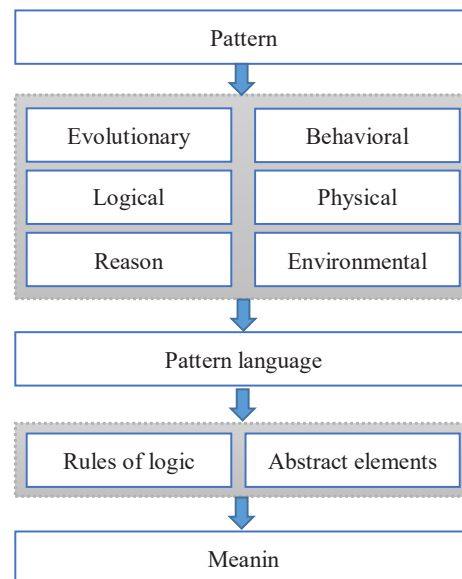 Pattern
Evolutionary
Behavioral
Logical
Physical
Reason
Environmental
Pattern language
Rules of logic
Abstract elements
Meanin